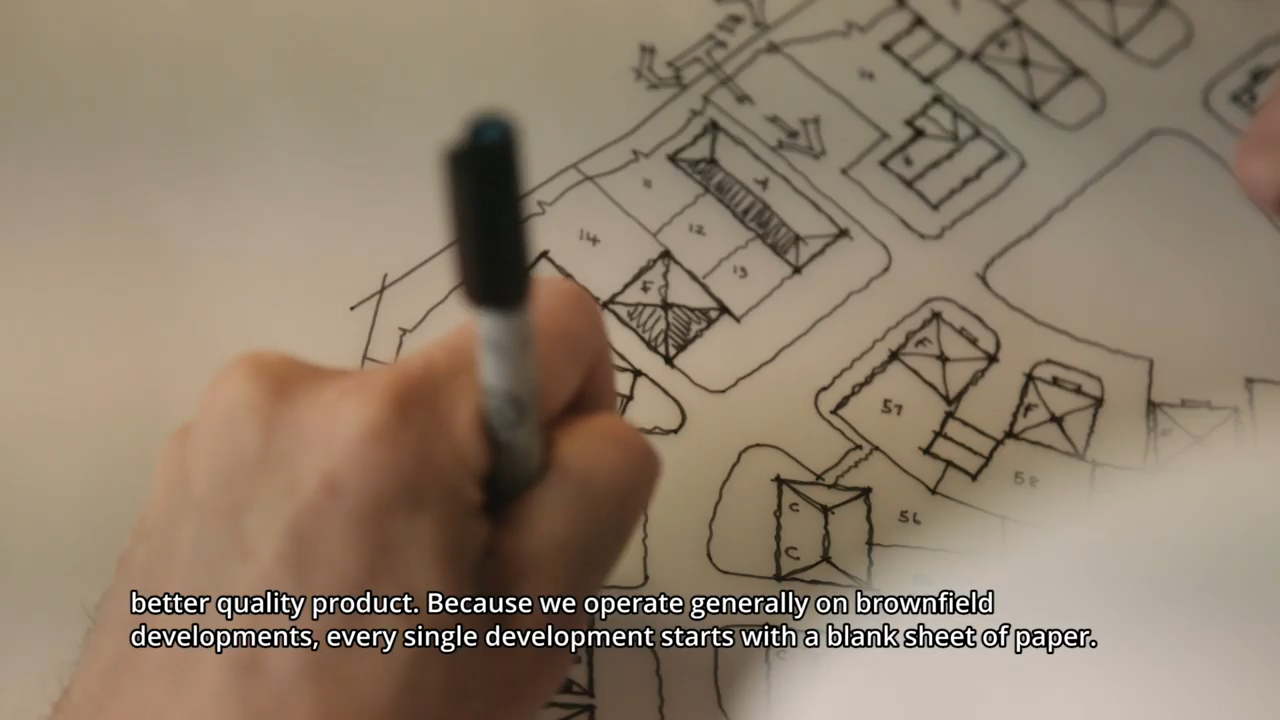 11
A
14
12
13
F
F
57
F
58
C
56
C
better quality product. Because we operate generally on brownfield
developments, every single development starts with a blank sheet of paper.